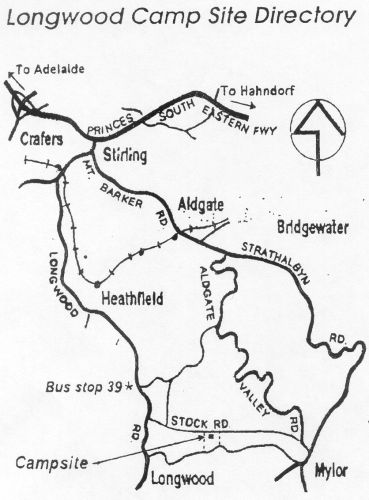 Longwood Camp Site Directory
To Adelaide
To Hahndorf
PRINCES
SOUTH EASTERN FWY
Crafers
Stirling
MT. BARKER RD.
Aldgate
Bridgewater
STRATHALBYN RD.
LONGWOOD RD
Heathfield
ALDGATE VALLEY RD
Bus stop 39*
STOCK RD.
Campsite
Longwood
Mylor